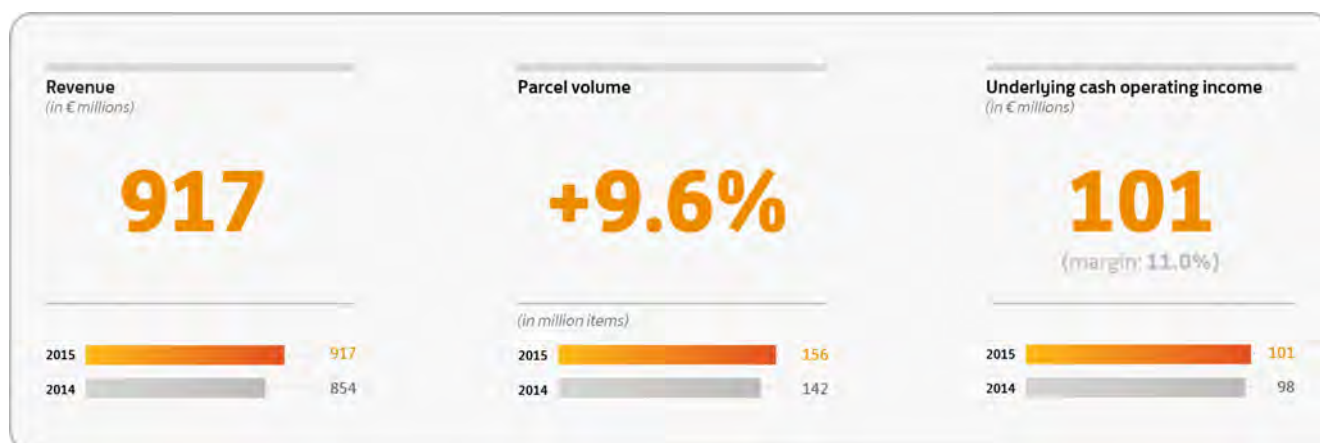 Revenue
(in € millions)
917
2015 917
2014 854
Parcel volume
+9.6%
(in million items)
2015 156
2014 142
Underlying cash operating income
(in € millions)
101
(margin: 11.0%)
2015 101
2014 98